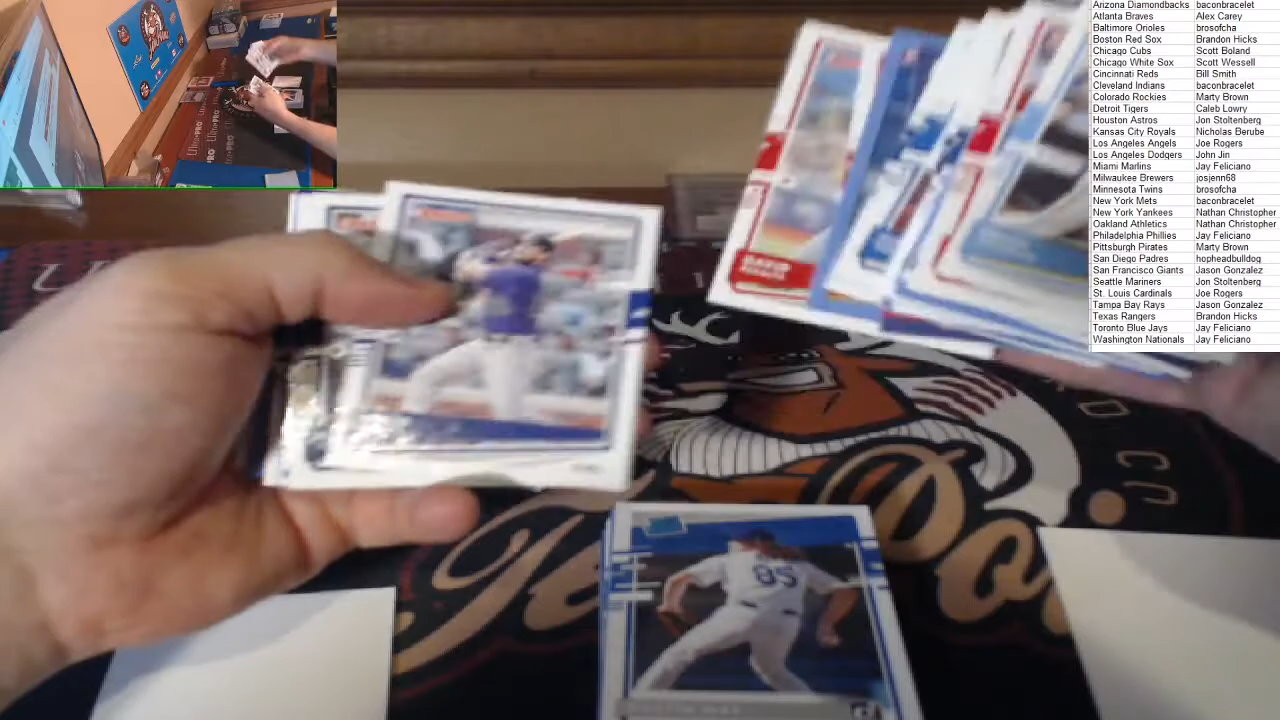 Arizona Diamondbacks baconbracelet
Atlanta Braves Alex Carey
Baltimore Orioles brosofcha
Boston Red Sox Brandon Hicks
Chicago Cubs Scott Boland
Chicago White Sox Scott Wessell
Cincinnati Reds Bill Smith
Cleveland Indians baconbracelet
Colorado Rockies Marty Brown
Detroit Tigers Caleb Lowry
Houston Astros Jon Stoltenberg
Kansas City Royals Nicholas Berube
Los Angeles Angels Joe Rogers
Los Angeles Dodgers John Jin
Miami Marlins Jay Feliciano
Milwaukee Brewers josjenn68
Minnesota Twins brosofcha
New York Mets baconbracelet
New York Yankees Nathan Christopher
Oakland Athletics Nathan Christopher
Philadelphia Phillies Jay Feliciano
Pittsburgh Pirates Marty Brown
San Diego Padres hopheadbulldog
San Francisco Giants Jason Gonzalez
Seattle Mariners Jon Stoltenberg
St. Louis Cardinals Joe Rogers
Tampa Bay Rays Jason Gonzalez
Texas Rangers Brandon Hicks
Toronto Blue Jays Jay Feliciano
Washington Nationals Jay Feliciano
DAVID
85